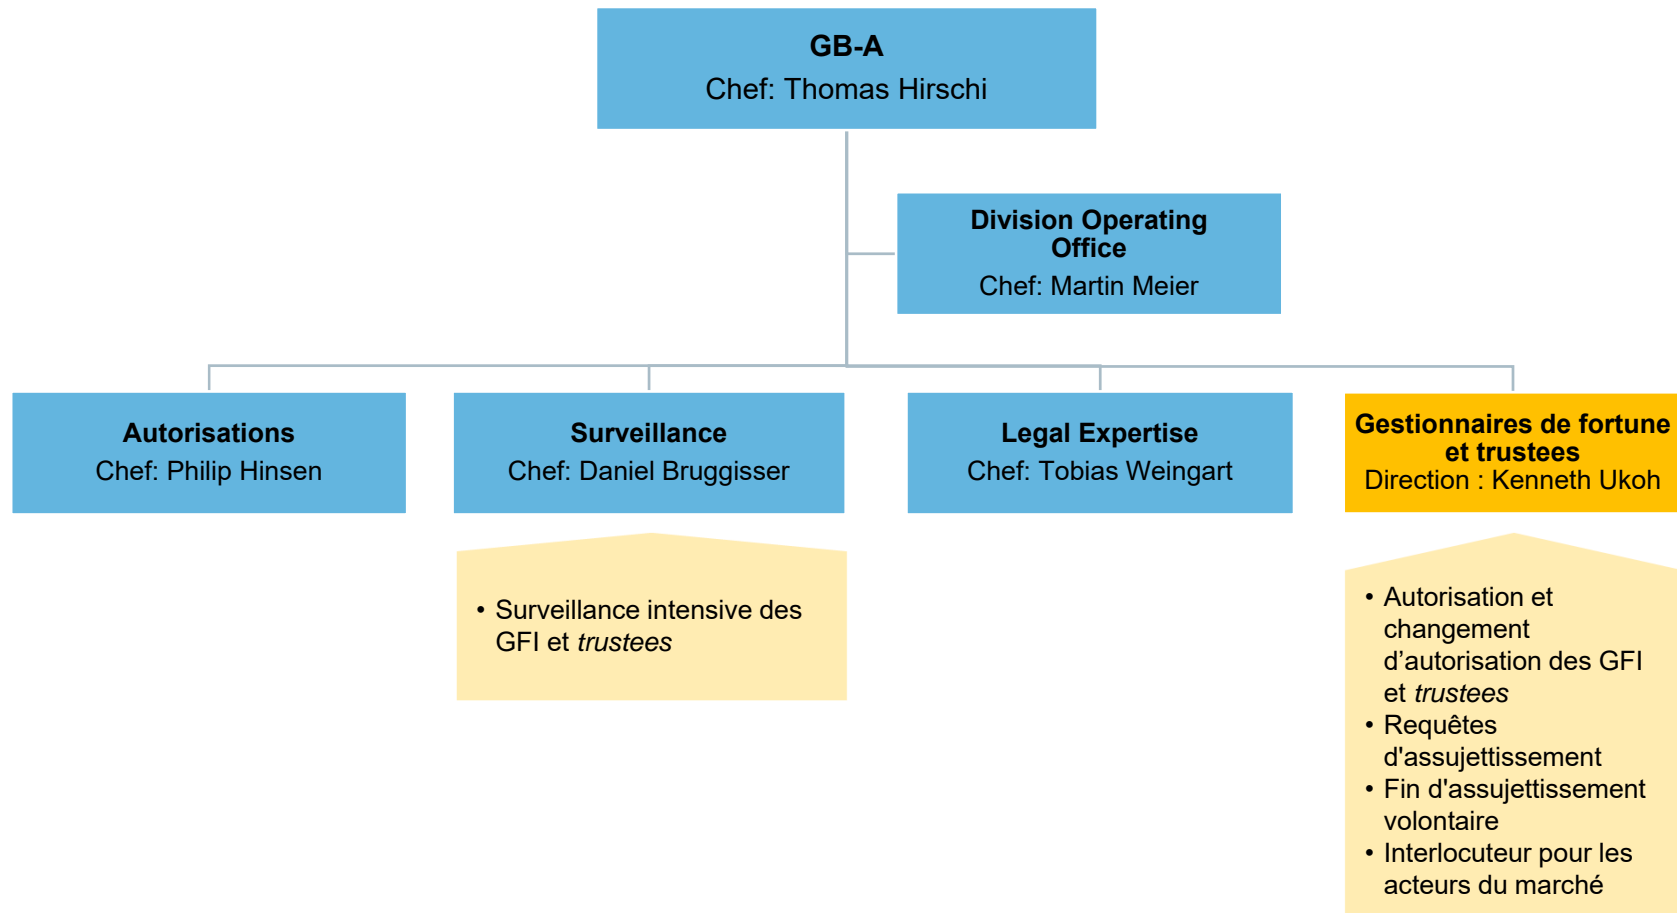 GB-A
Chef: Thomas Hirschi
Division Operating
Office
Chef: Martin Meier
Autorisations
Chef: Philip Hinsen
Surveillance
Chef: Daniel Bruggisser
Legal Expertise
Chef: Tobias Weingart
Gestionnaires de fortune
et trustees
Direction : Kenneth Ukoh
• Surveillance intensive des
GFI et trustees
• Autorisation et
changement
d’autorisation des GFI
et trustees
• Requêtes
d'assujettissement
• Fin d'assujettissement
volontaire
• Interlocuteur pour les
acteurs du marché